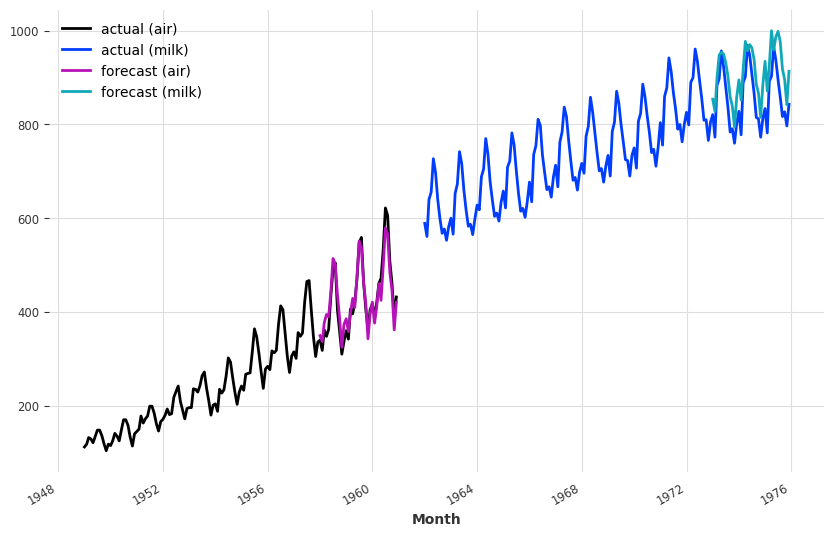 actual (air)
actual (milk)
forecast (air)
forecast (milk)
1000
800
600
400
200
1948
1952
1956
1960
1964
1968
1972
1976
Month